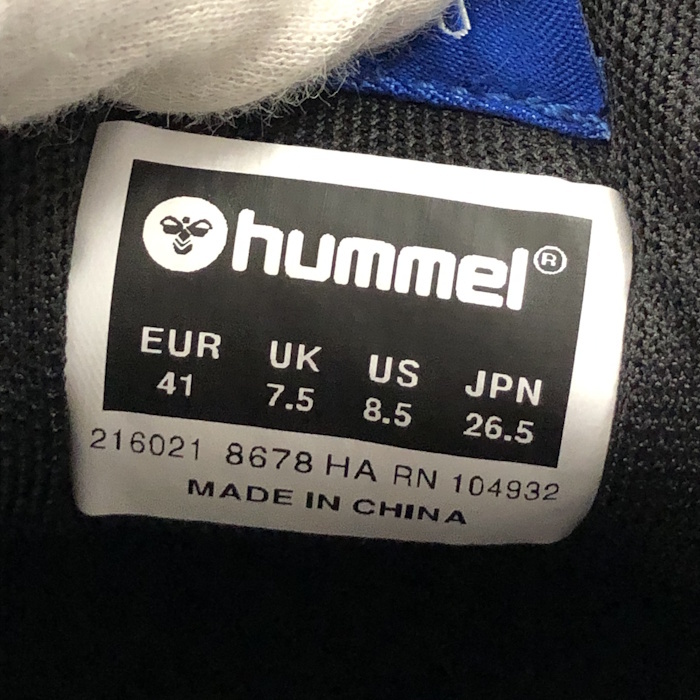 hummel®
EUR UK US JPN
41 7.5 8.5 26.5
216021 8678 HA RN 104932
MADE IN CHINA